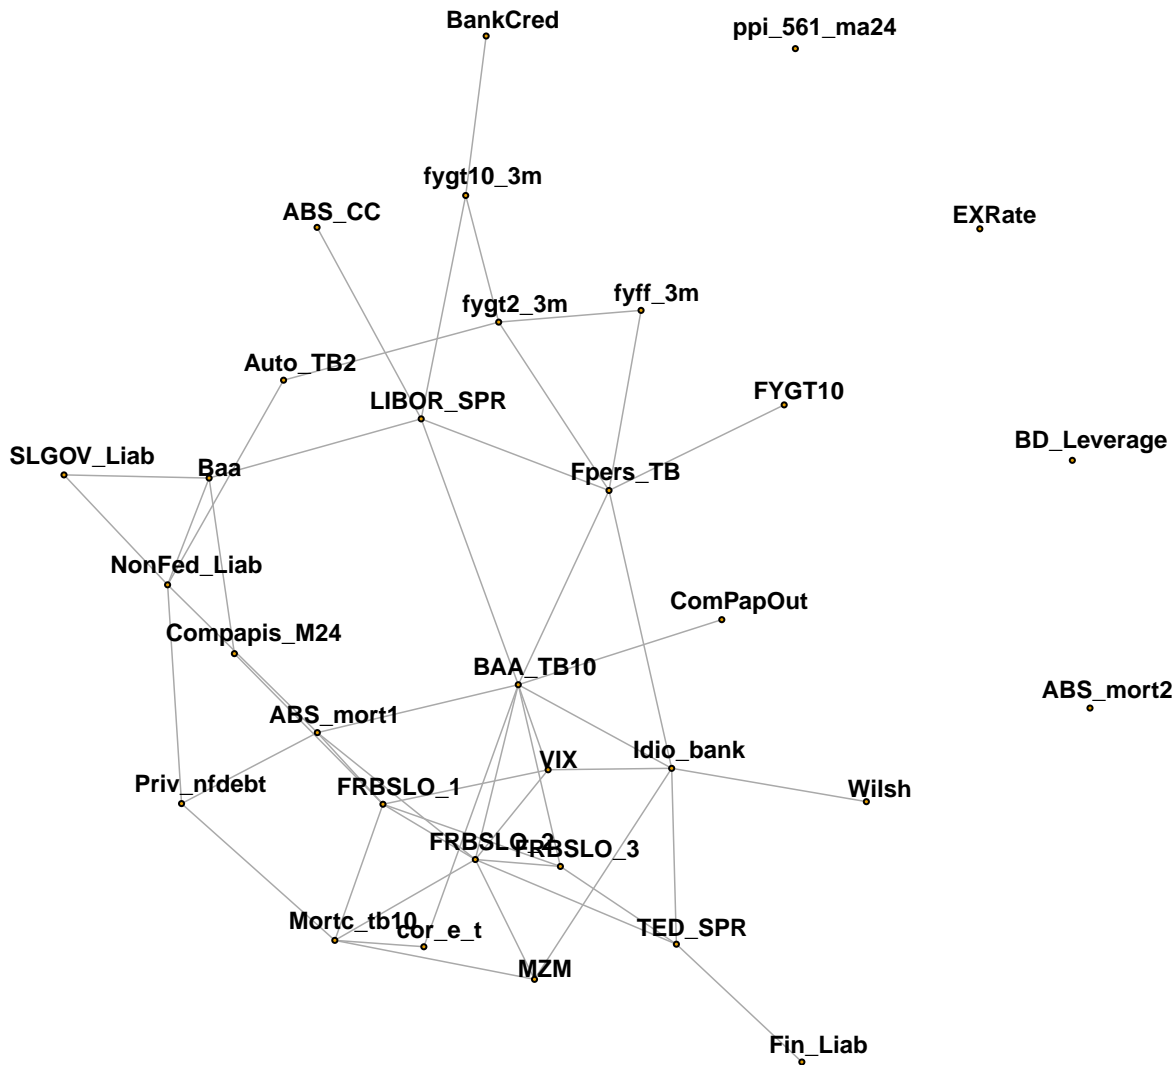 BankCred
ppi_561_ma24
fygt10_3m
ABS_CC
EXRate
fygt2_3m
fyff_3m
Auto_TB2
LIBOR_SPR
FYGT10
SLGOV_Liab
Baa
Fpers_TB
BD_Leverage
NonFed_Liab
ComPapOut
Compapis_M24
BAA_TB10
ABS_mort2
ABS_mort1
VIX
Idio_bank
Priv_nfdebt
FRBSLO_1
Wilsh
FRBSLO_2
FRBSLO_3
Mortc_tb10
cor_e_t
TED_SPR
MZM
Fin_Liab